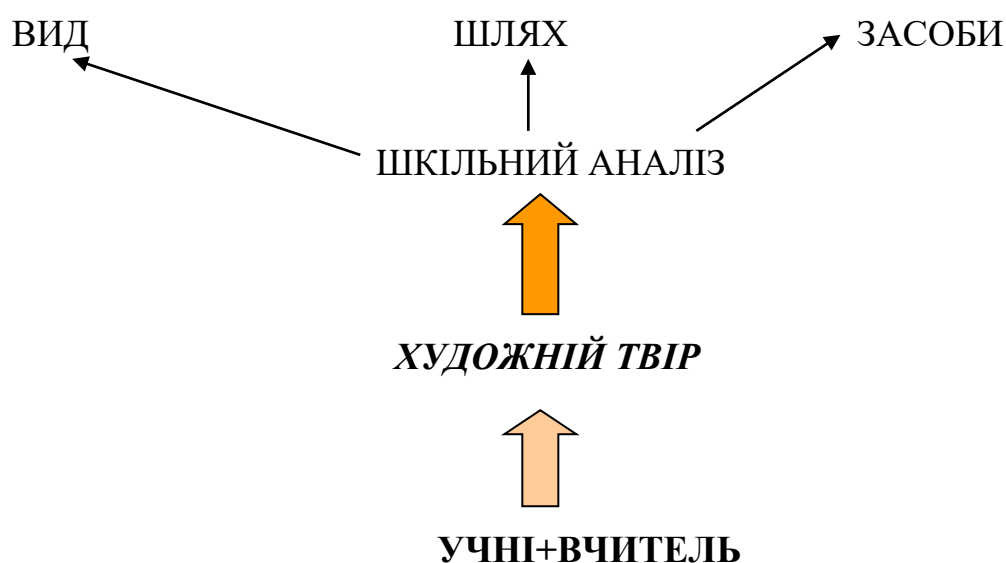 ВИД ШЛЯХ ЗАСОБИ
ШКІЛЬНИЙ АНАЛІЗ
ХУДОЖНІЙ ТВІР
УЧНІ+ВЧИТЕЛЬ